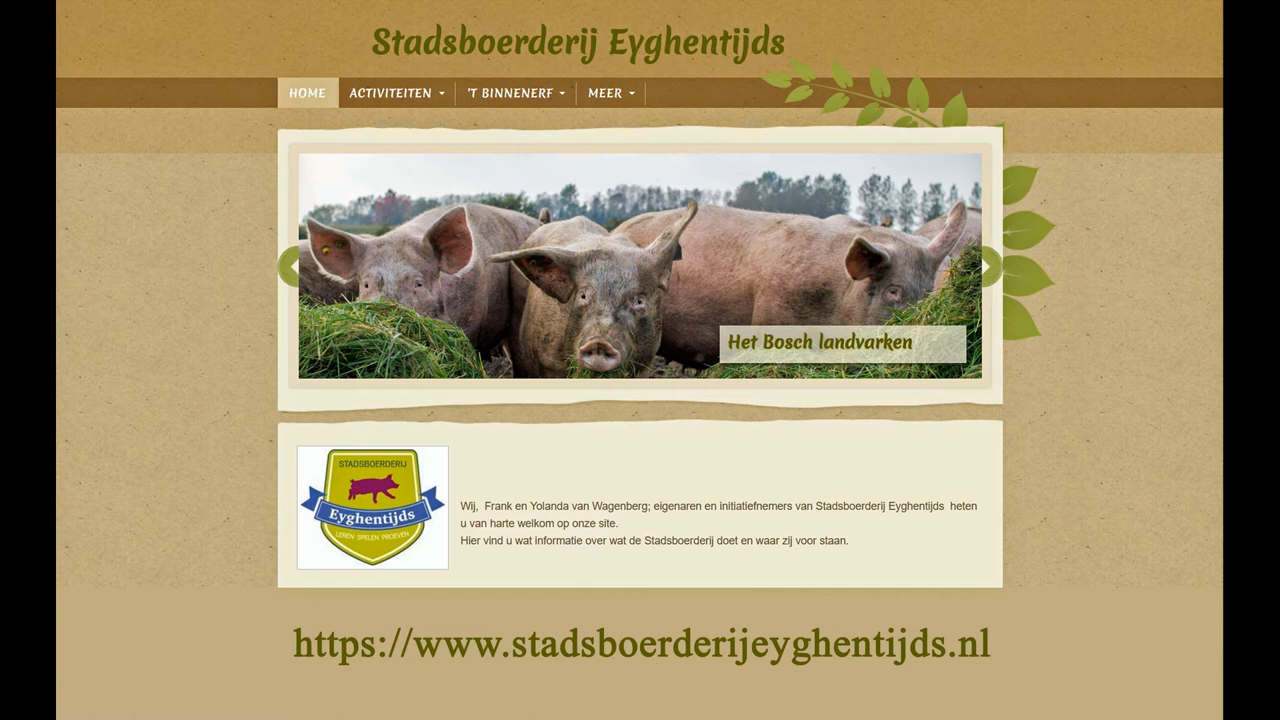 Stadsboerderij Eyghentijds
HOME ACTIVITEITEN 'T BINNENERF MEER
Het Bosch landvarken
STADSBOERDERIJ
Eyghentijds
LEREN SPELEN PROEVEN
Wij, Frank en Yolanda van Wagenberg; eigenaren en initiatiefnemers van Stadsboerderij Eyghentijds heten
u van harte welkom op onze site.
Hier vind u wat informatie over wat de Stadsboerderij doet en waar zij voor staan.
https://www.stadsboerderijeyghentijds.nl